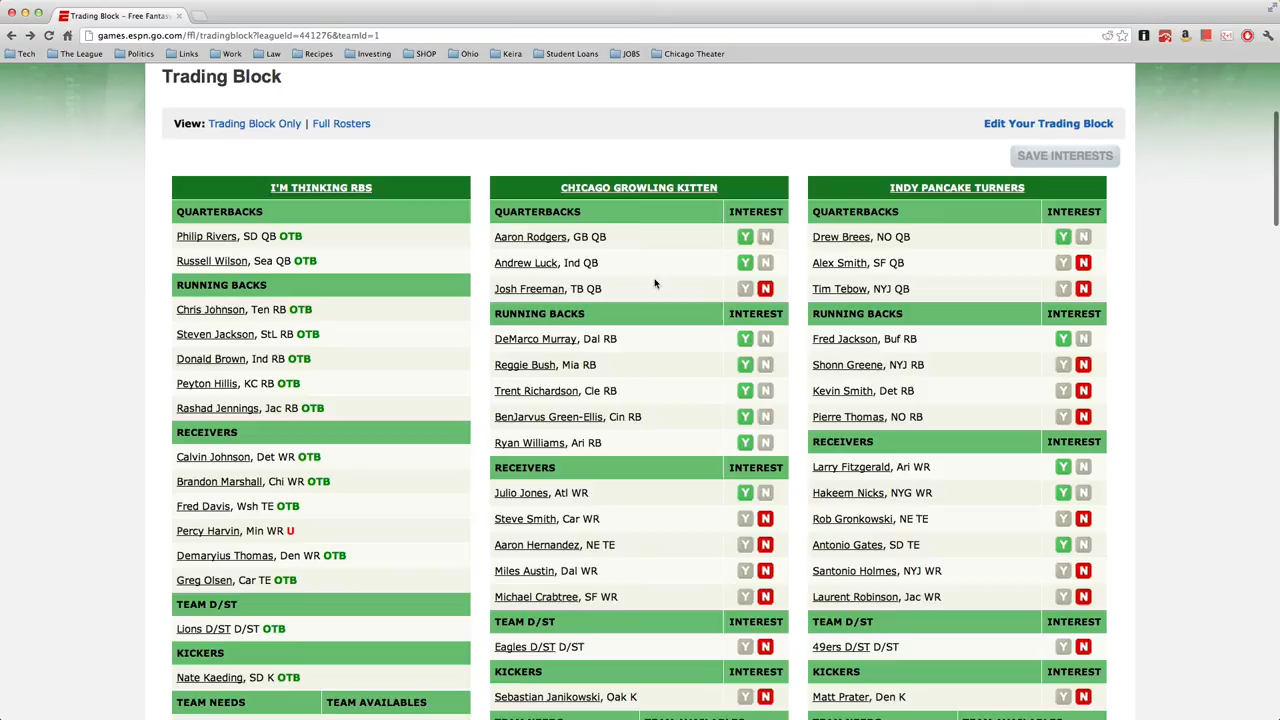 Trading Block – Free Fantasy
games.espn.go.com/ffl/tradingblock?leagueId=441276&teamId=1
Tech The League Politics Links Work Law Recipes Investing SHOP Ohio Keira Student Loans JOBS Chicago Theater
Trading Block
View: Trading Block Only | Full Rosters
Edit Your Trading Block
SAVE INTERESTS
I'M THINKING RBS
QUARTERBACKS
Philip Rivers, SD QB OTB
Russell Wilson, Sea QB OTB
RUNNING BACKS
Chris Johnson, Ten RB OTB
Steven Jackson, StL RB OTB
Donald Brown, Ind RB OTB
Peyton Hillis, KC RB OTB
Rashad Jennings, Jac RB OTB
RECEIVERS
Calvin Johnson, Det WR OTB
Brandon Marshall, Chi WR OTB
Fred Davis, Wsh TE OTB
Percy Harvin, Min WR U
Demaryius Thomas, Den WR OTB
Greg Olsen, Car TE OTB
TEAM D/ST
Lions D/ST D/ST OTB
KICKERS
Nate Kaeding, SD K OTB
TEAM NEEDS TEAM AVAILABLES
CHICAGO GROWLING KITTEN
QUARTERBACKS INTEREST
Aaron Rodgers, GB QB Y N
Andrew Luck, Ind QB Y N
Josh Freeman, TB QB Y N
RUNNING BACKS INTEREST
DeMarco Murray, Dal RB Y N
Reggie Bush, Mia RB Y N
Trent Richardson, Cle RB Y N
BenJarvus Green-Ellis, Cin RB Y N
Ryan Williams, Ari RB Y N
RECEIVERS INTEREST
Julio Jones, Atl WR Y N
Steve Smith, Car WR Y N
Aaron Hernandez, NE TE Y N
Miles Austin, Dal WR Y N
Michael Crabtree, SF WR Y N
TEAM D/ST INTEREST
Eagles D/ST D/ST Y N
KICKERS INTEREST
Sebastian Janikowski, Oak K Y N
TEAM NEEDS TEAM AVAILABLES
INDY PANCAKE TURNERS
QUARTERBACKS INTEREST
Drew Brees, NO QB Y N
Alex Smith, SF QB Y N
Tim Tebow, NYJ QB Y N
RUNNING BACKS INTEREST
Fred Jackson, Buf RB Y N
Shonn Greene, NYJ RB Y N
Kevin Smith, Det RB Y N
Pierre Thomas, NO RB Y N
RECEIVERS INTEREST
Larry Fitzgerald, Ari WR Y N
Hakeem Nicks, NYG WR Y N
Rob Gronkowski, NE TE Y N
Antonio Gates, SD TE Y N
Santonio Holmes, NYJ WR Y N
Laurent Robinson, Jac WR Y N
TEAM D/ST INTEREST
49ers D/ST D/ST Y N
KICKERS INTEREST
Matt Prater, Den K Y N
TEAM NEEDS TEAM AVAILABLES